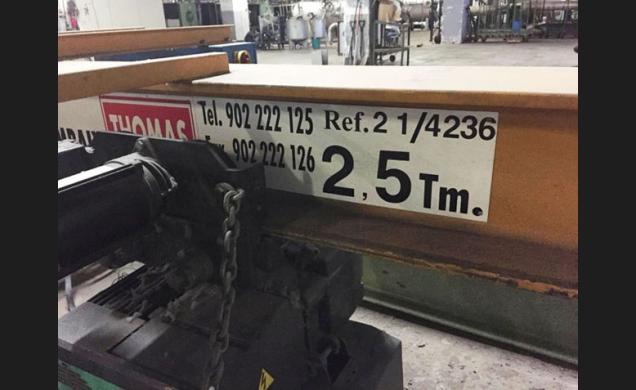 THOMAS
Tel. 902 222 125
Fax 902 222 126
Ref. 2 1/4236
2,5 Tm.